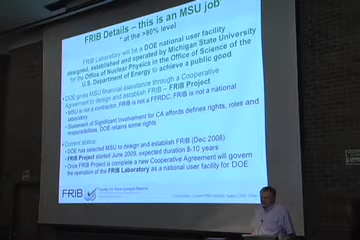 FRIB Details – this is an MSU job*
* at the >90% level
FRIB Laboratory will be a DOE national user facility
designed, established and operated by Michigan State University
for the Office of Nuclear Physics in the Office of Science of the
U.S. Department of Energy to achieve a public good
DOE gives MSU financial assistance through a Cooperative
Agreement to design and establish FRIB – FRIB Project
MSU is not a contractor, FRIB is not a FFRDC, FRIB is not a national
laboratory
Statement of Significant Involvement for CA affords defines rights, roles and
responsibilities. DOE retains some rights
Current status:
DOE has selected MSU to design and establish FRIB (Dec 2008)
FRIB Project started June 2009, expected duration 8-10 years
Once FRIB Project is complete a new Cooperative Agreement will govern
the operation of the FRIB Laboratory as a national user facility for DOE
FRIB
Facility for Rare Isotope Beams